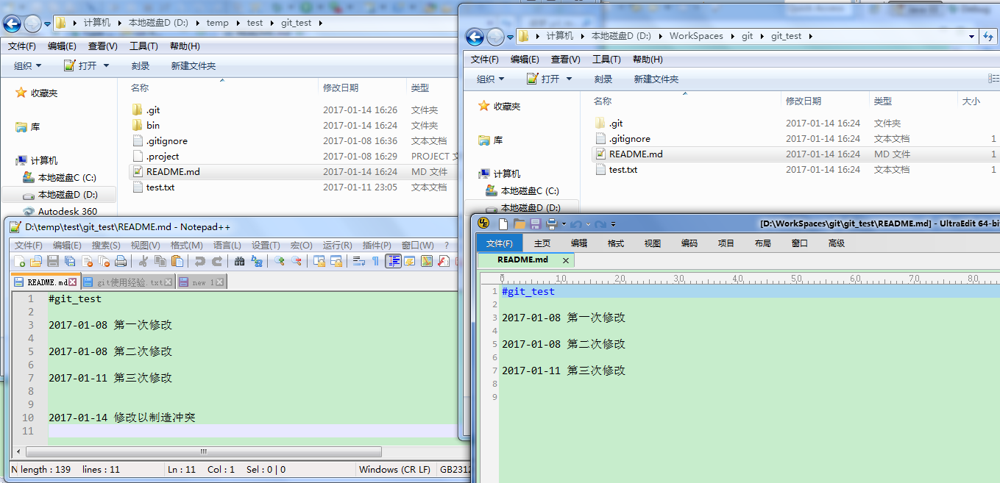 计算机 本地磁盘D (D:) temp test git_test
文件(F) 编辑(E) 查看(V) 工具(T) 帮助(H)
组织 打开 刻录 新建文件夹
收藏夹
库
计算机
本地磁盘C (C:)
本地磁盘D (D:)
Autodesk 360
名称 修改日期 类型
.git 2017-01-14 16:26 文件夹
bin 2017-01-14 16:24 文件夹
.gitignore 2017-01-08 16:36 文本文档
.project 2017-01-08 16:29 PROJECT 文
README.md 2017-01-14 16:24 MD 文件
test.txt 2017-01-11 23:05 文本文档
D:\temp\test\git_test\README.md - Notepad++
文件(F) 编辑(E) 搜索(S) 视图(V) 格式(M) 语言(L) 设置(T) 宏(O) 运行(R) 插件(P) 窗口(W) ?
README.md git使用经验.txt new 1
1 #git_test
2
3 2017-01-08 第一次修改
4
5 2017-01-08 第二次修改
6
7 2017-01-11 第三次修改
8
9
10 2017-01-14 修改以制造冲突
11
N length : 139 lines : 11 Ln : 11 Col : 1 Sel : 0 | 0 Windows (CR LF) GB2312
计算机 本地磁盘D (D:) WorkSpaces git git_test
文件(F) 编辑(E) 查看(V) 工具(T) 帮助(H)
组织 打开 刻录 新建文件夹
收藏夹
库
计算机
本地磁盘C (C:)
本地磁盘D (D:)
名称 修改日期 类型 大小
.git 2017-01-14 16:24 文件夹
.gitignore 2017-01-14 16:24 文本文档 1
README.md 2017-01-14 16:24 MD 文件 1
test.txt 2017-01-14 16:24 文本文档 1
[D:\WorkSpaces\git\git_test\README.md] - UltraEdit 64-bi
文件(F) 主页 编辑 格式 视图 编码 项目 布局 窗口 高级
README.md
0 10 20 30 40 50 60 70 80
1 #git_test
2
3 2017-01-08 第一次修改
4
5 2017-01-08 第二次修改
6
7 2017-01-11 第三次修改
8
9